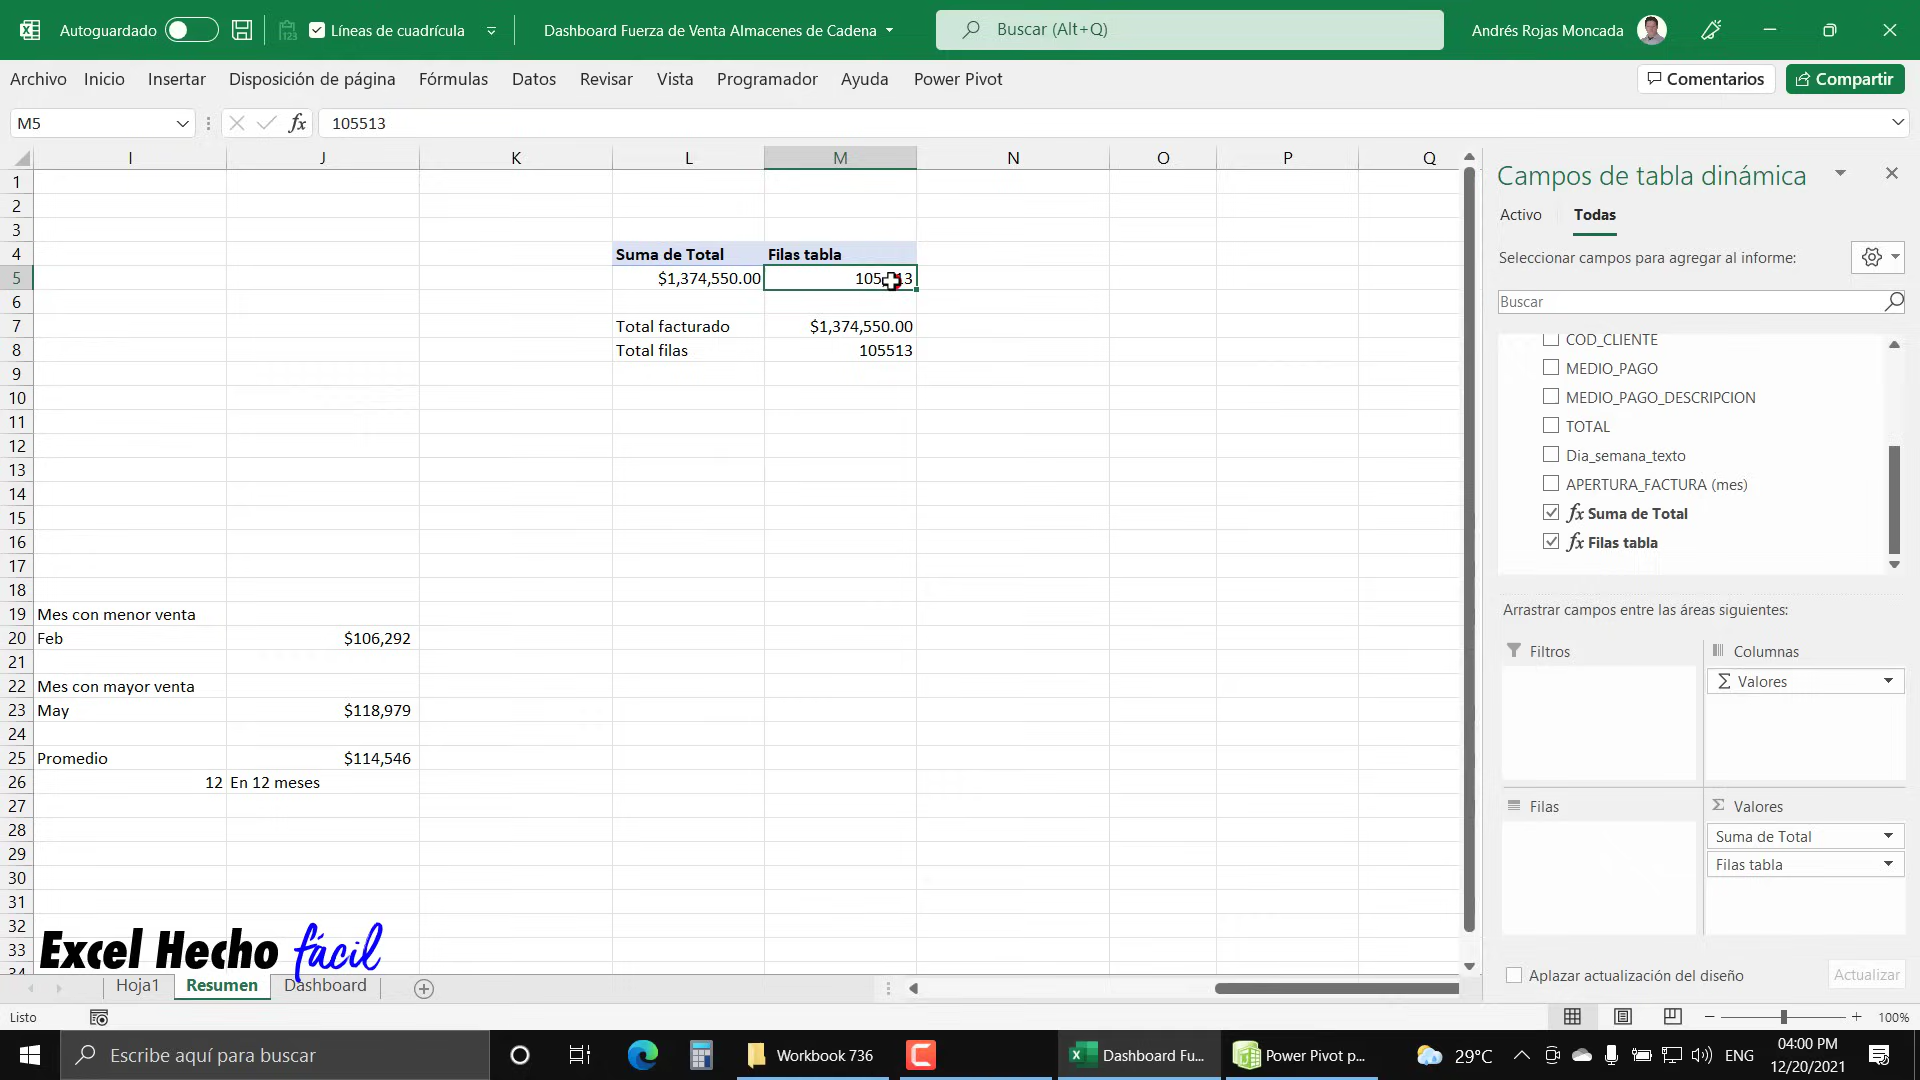 Autoguardado
Líneas de cuadrícula
Dashboard Fuerza de Venta Almacenes de Cadena
Buscar (Alt+Q)
Andrés Rojas Moncada
Archivo Inicio Insertar Disposición de página Fórmulas Datos Revisar Vista Programador Ayuda Power Pivot
Comentarios
Compartir
M5
fx
105513
I J K L M N O P Q
1
2
3
4 Suma de Total Filas tabla
5 $1,374,550.00 105513
6
7 Total facturado $1,374,550.00
8 Total filas 105513
9
10
11
12
13
14
15
16
17
18
19 Mes con menor venta
20 Feb $106,292
21
22 Mes con mayor venta
23 May $118,979
24
25 Promedio $114,546
26 12 En 12 meses
27
28
29
30
31
32
33
34
Excel Hecho fácil
Hoja1 Resumen Dashboard
Campos de tabla dinámica
Activo Todas
Seleccionar campos para agregar al informe:
Buscar
COD_CLIENTE
MEDIO_PAGO
MEDIO_PAGO_DESCRIPCION
TOTAL
Dia_semana_texto
APERTURA_FACTURA (mes)
fx Suma de Total
fx Filas tabla
Arrastrar campos entre las áreas siguientes:
Filtros
Columnas
Σ Valores
Filas
Σ Valores
Suma de Total
Filas tabla
Aplazar actualización del diseño
Actualizar
Listo
100%
Escribe aquí para buscar
Workbook 736
Dashboard Fu...
Power Pivot p...
29°C
ENG
04:00 PM
12/20/2021